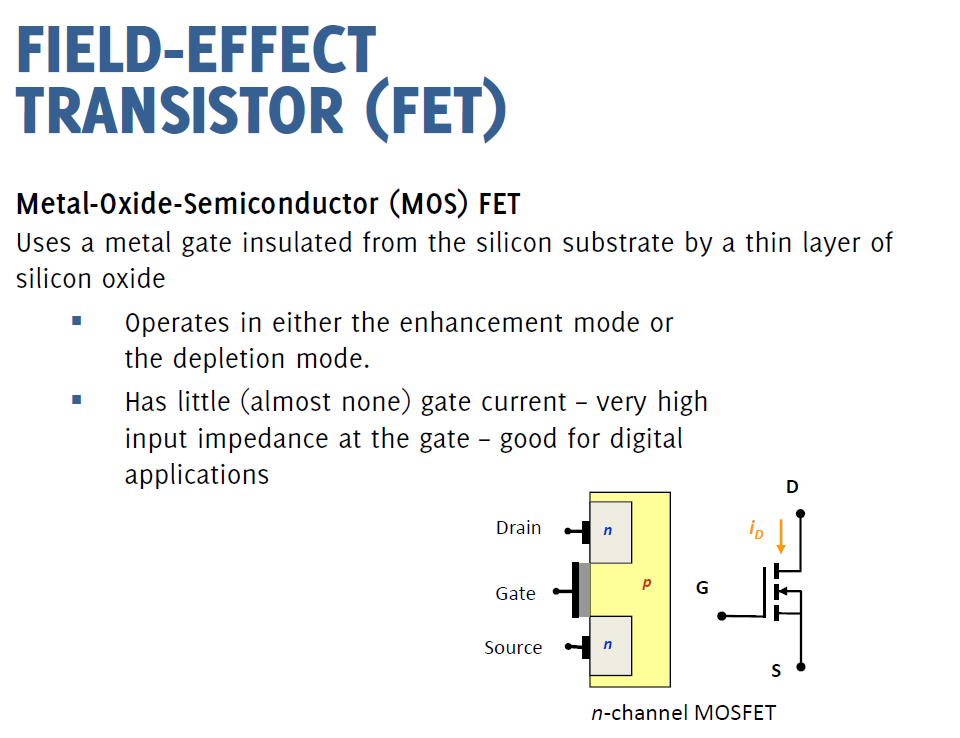 FIELD-EFFECT
TRANSISTOR (FET)
Metal-Oxide-Semiconductor (MOS) FET
Uses a metal gate insulated from the silicon substrate by a thin layer of
silicon oxide
▪ Operates in either the enhancement mode or
the depletion mode.
▪ Has little (almost none) gate current – very high
input impedance at the gate – good for digital
applications
Drain
n
Gate
p
Source
n
D
iD
G
S
n-channel MOSFET